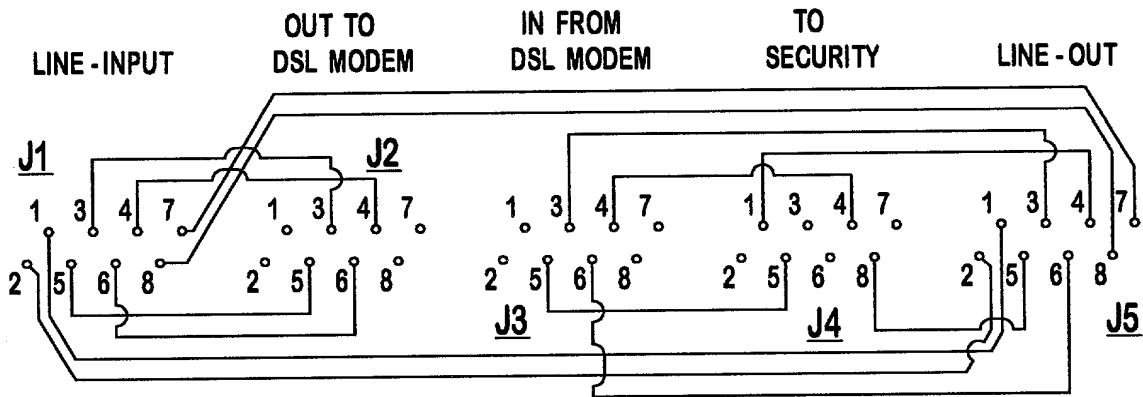 OUT TO IN FROM TO
LINE-INPUT DSL MODEM DSL MODEM SECURITY LINE-OUT
J1 J2
1 3 4 7 1 3 4 7 1 3 4 7 1 3 4 7 1 3 4 7
2 5 6 8 2 5 6 8 2 5 6 8 2 5 6 8 2 5 6 8
J3 J4 J5